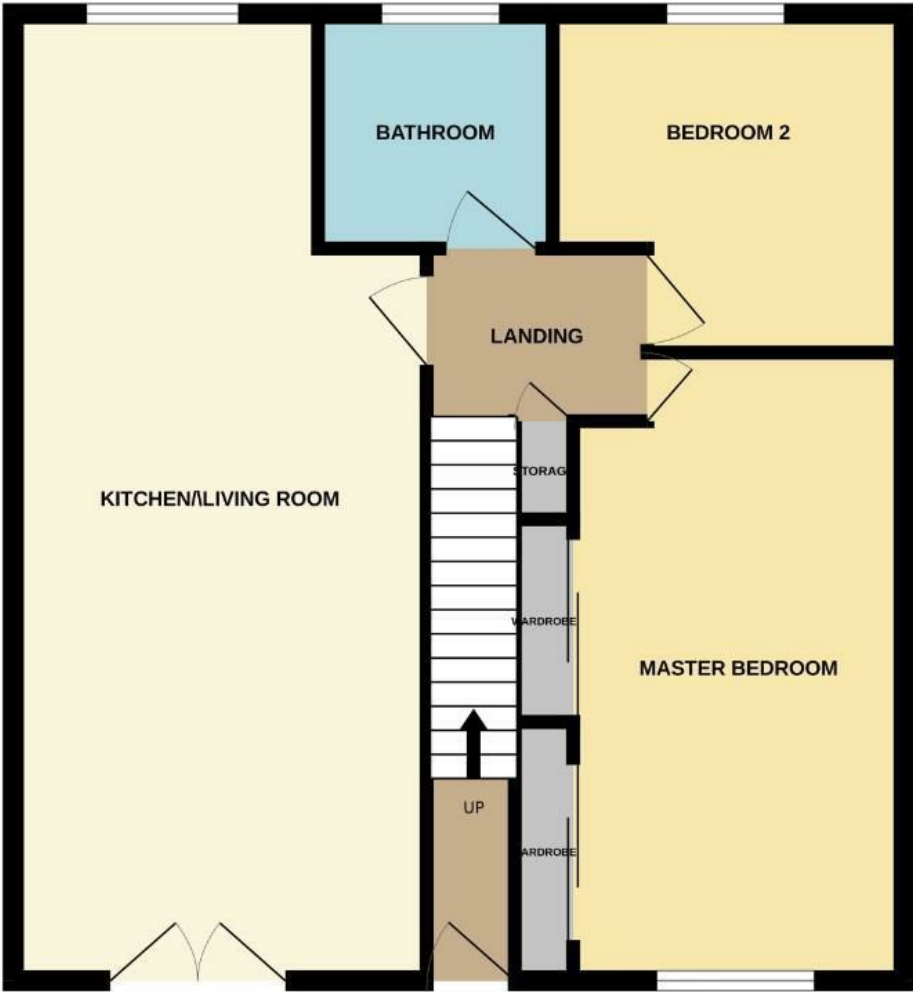 BATHROOM
BEDROOM 2
LANDING
STORAG
KITCHEN/\LIVING ROOM
WARDROBE
MASTER BEDROOM
UP
ARDROBE